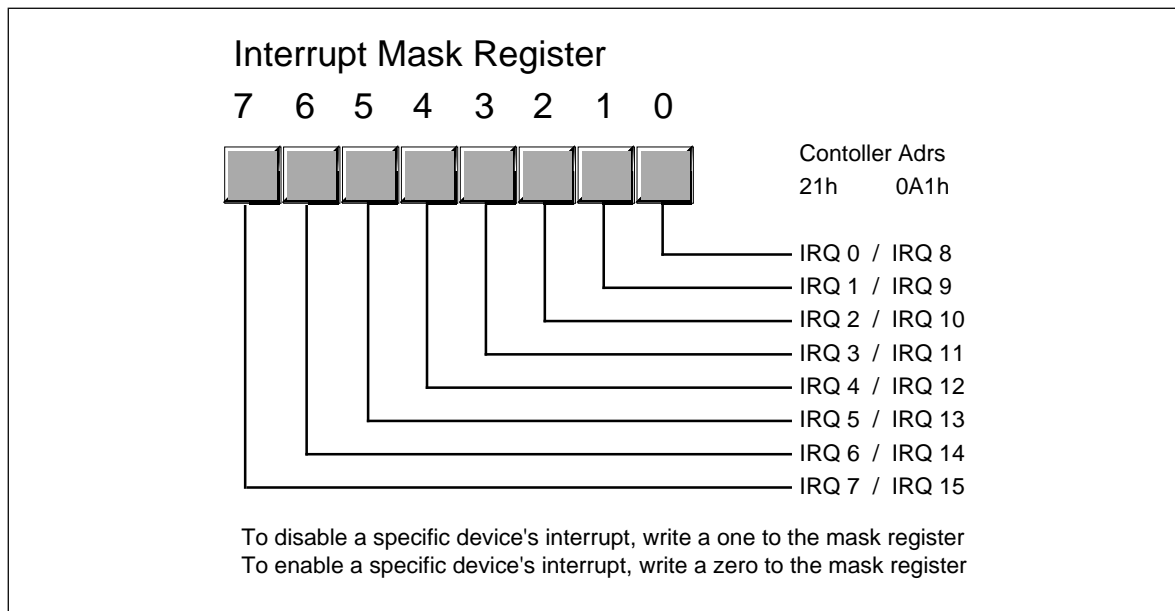 Interrupt Mask Register
7 6 5 4 3 2 1 0
Contoller Adrs
21h 0A1h
IRQ 0 / IRQ 8
IRQ 1 / IRQ 9
IRQ 2 / IRQ 10
IRQ 3 / IRQ 11
IRQ 4 / IRQ 12
IRQ 5 / IRQ 13
IRQ 6 / IRQ 14
IRQ 7 / IRQ 15
To disable a specific device's interrupt, write a one to the mask register
To enable a specific device's interrupt, write a zero to the mask register